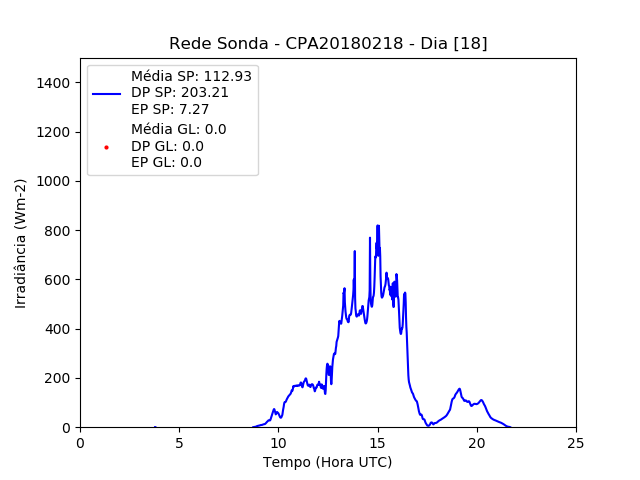 Rede Sonda - CPA20180218 - Dia [18]
Média SP: 112.93
DP SP: 203.21
EP SP: 7.27
Média GL: 0.0
DP GL: 0.0
EP GL: 0.0
Irradiância (Wm-2)
1400
1200
1000
800
600
400
200
0
0 5 10 15 20 25
Tempo (Hora UTC)